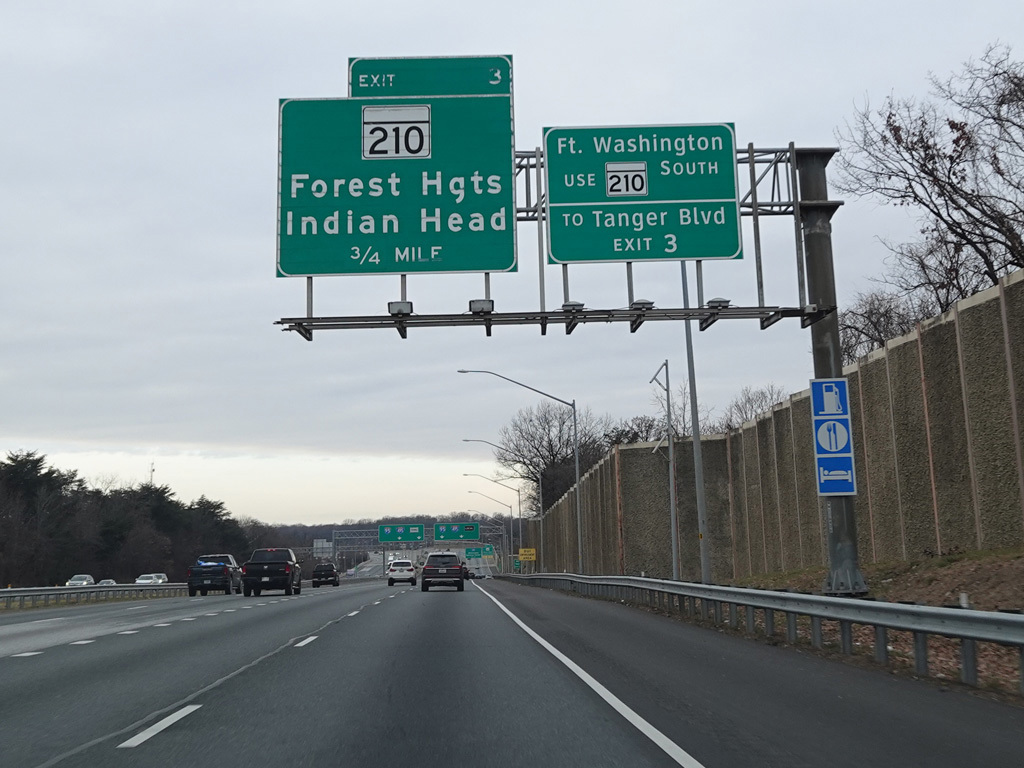 EXIT 3
210
Forest Hgts
Indian Head
3/4 MILE
Ft. Washington
USE 210 SOUTH
TO Tanger Blvd
EXIT 3